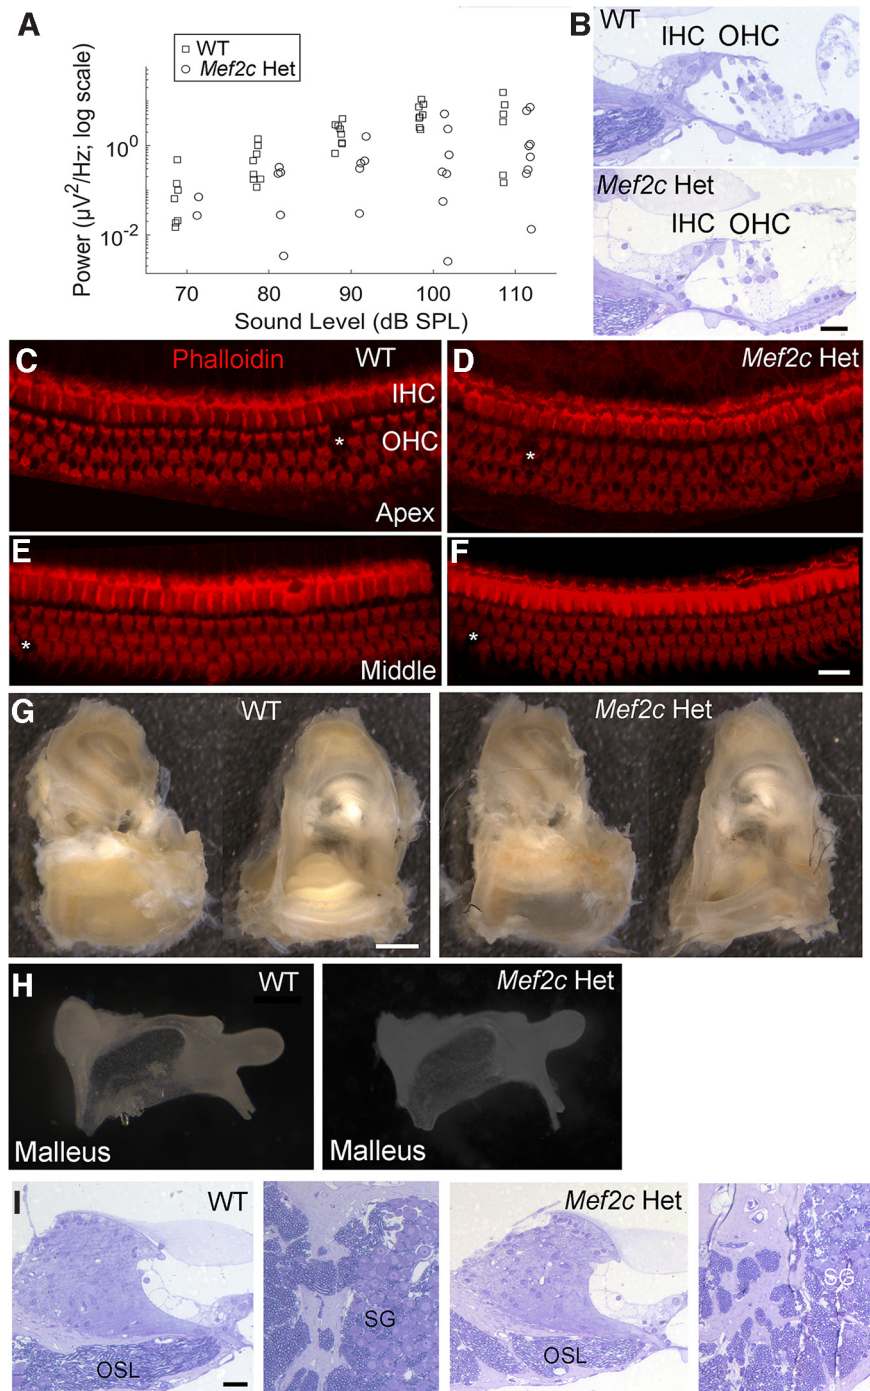 A
WT
Mef2c Het
Power (µV²/Hz; log scale)
10⁰
10⁻²
70 80 90 100 110
Sound Level (dB SPL)
B
WT
IHC OHC
Mef2c Het
IHC OHC
C
Phalloidin
WT
IHC
*
OHC
Apex
D
Mef2c Het
*
E
*
Middle
F
*
G
WT
Mef2c Het
H
WT
Malleus
Mef2c Het
Malleus
I
WT
OSL
SG
Mef2c Het
OSL
SG